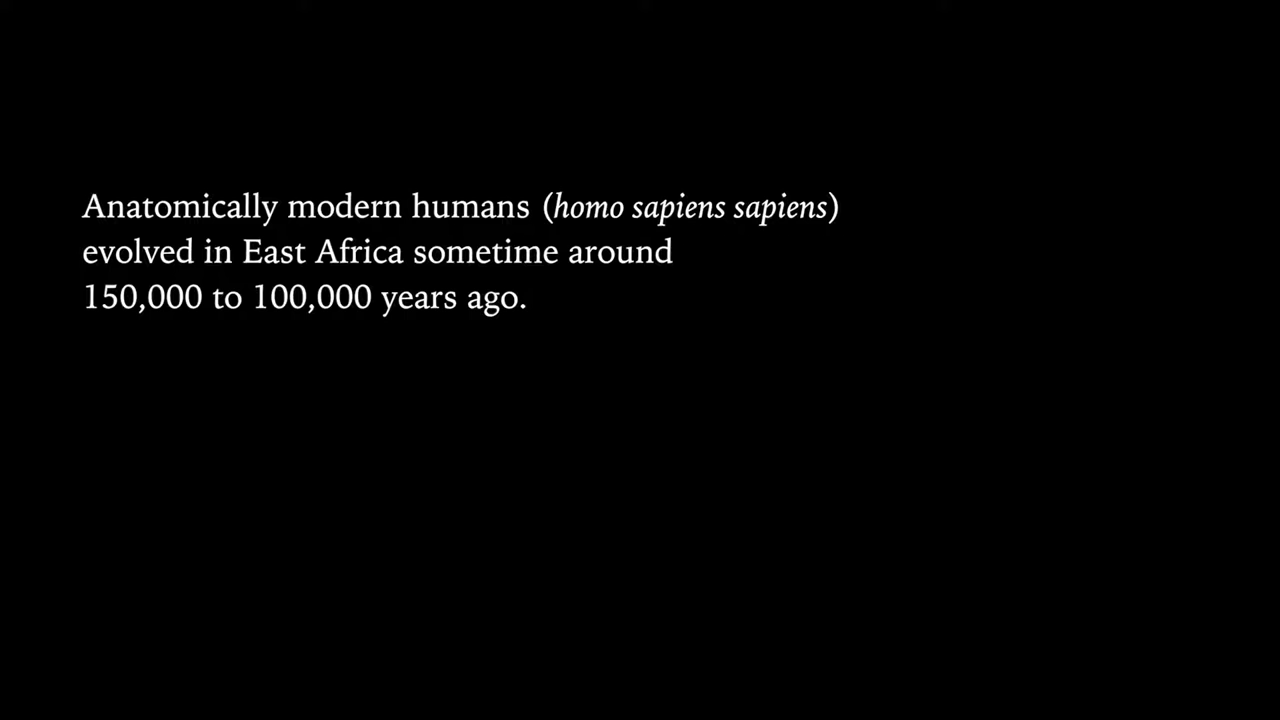 Anatomically modern humans (homo sapiens sapiens)
evolved in East Africa sometime around
150,000 to 100,000 years ago.